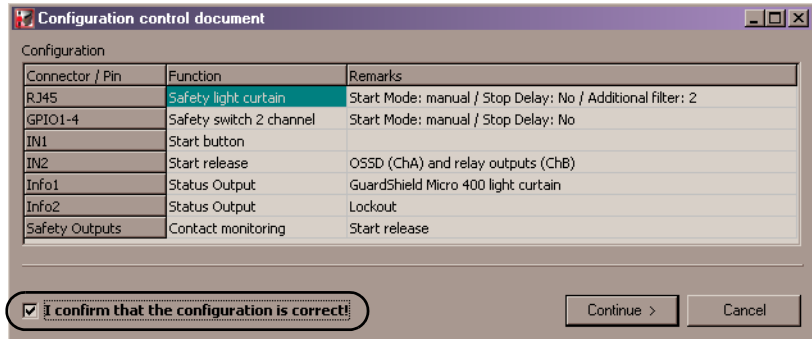 Configuration control document
Configuration
Connector / Pin Function Remarks
RJ45 Safety light curtain Start Mode: manual / Stop Delay: No / Additional filter: 2
GPIO1-4 Safety switch 2 channel Start Mode: manual / Stop Delay: No
IN1 Start button
IN2 Start release OSSD (ChA) and relay outputs (ChB)
Info1 Status Output GuardShield Micro 400 light curtain
Info2 Status Output Lockout
Safety Outputs Contact monitoring Start release
I confirm that the configuration is correct! Continue > Cancel